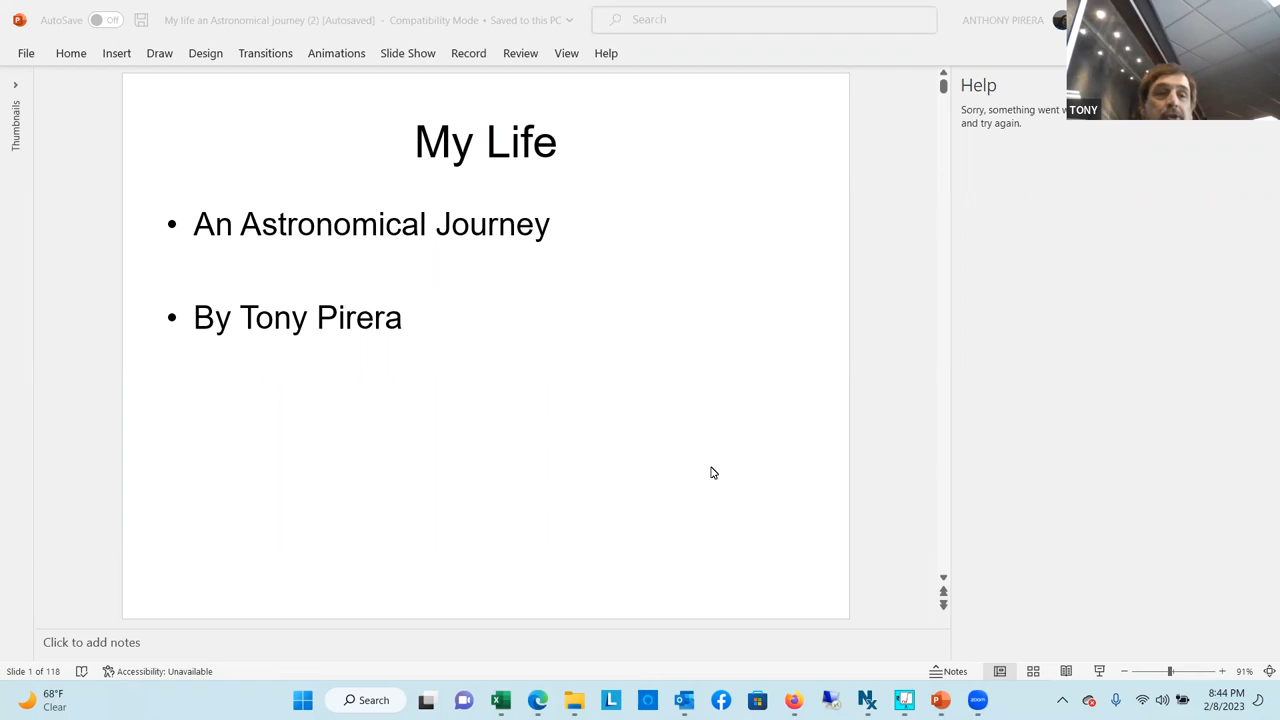 AutoSave Off My life an Astronomical journey (2) [Autosaved] - Compatibility Mode • Saved to this PC Search ANTHONY PIRERA
File Home Insert Draw Design Transitions Animations Slide Show Record Review View Help
Thumbnails
My Life
• An Astronomical Journey
• By Tony Pirera
Help
Sorry, something went
and try again.
TONY
Click to add notes
Slide 1 of 118 Accessibility: Unavailable Notes 91%
68°F
Clear
Search
zoom
8:44 PM
2/8/2023